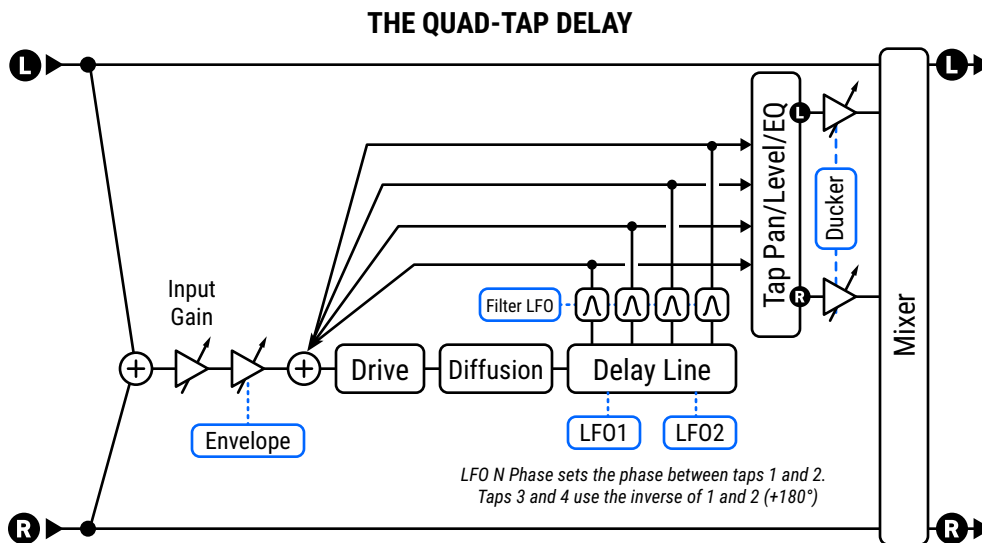 THE QUAD-TAP DELAY
L
L
Tap Pan/Level/EQ
L
R
Ducker
Mixer
Input
Gain
Filter LFO
Drive
Diffusion
Delay Line
Envelope
LFO1
LFO2
LFO N Phase sets the phase between taps 1 and 2.
Taps 3 and 4 use the inverse of 1 and 2 (+180°)
R
R